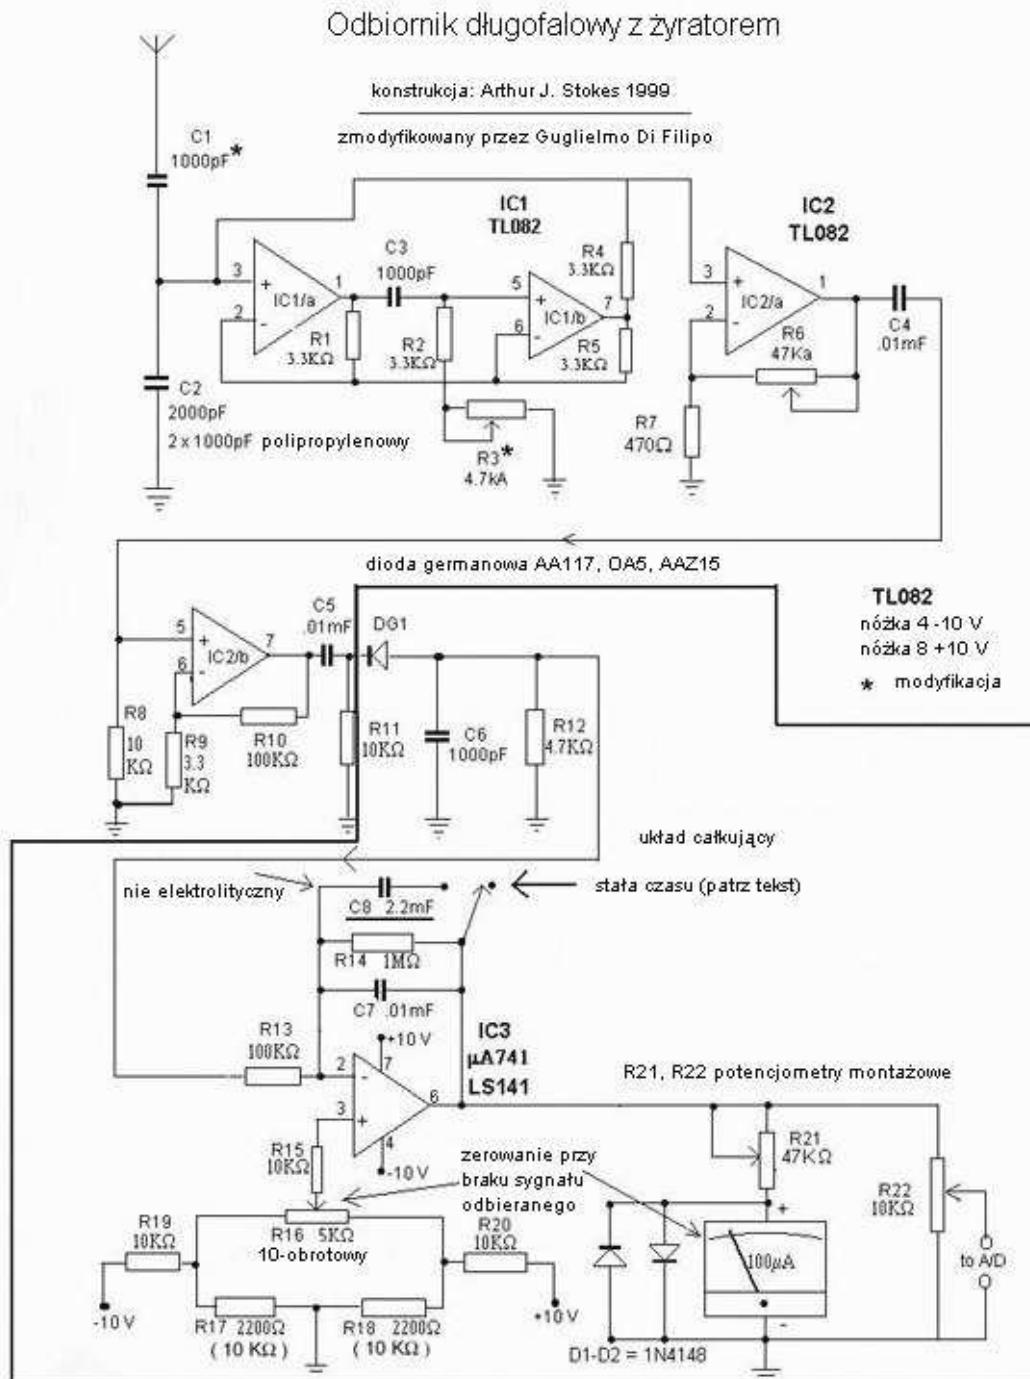 Odbiornik długofalowy z żyratorem
konstrukcja: Arthur J. Stokes 1999
zmodyfikowany przez Guglielmo Di Filipo
C1
1000pF*
IC1
TL082
IC2
TL082
C3
1000pF
R4
3.3KΩ
3
+
IC1/a
1
2
-
5
+
IC1/b
7
6
-
3
+
IC2/a
1
2
-
R1
3.3KΩ
R2
3.3KΩ
R5
3.3KΩ
R6
47Ka
C4
.01mF
C2
2000pF
2 x 1000pF polipropylenowy
R3*
4.7kA
R7
470Ω
dioda germanowa AA117, OA5, AAZ15
TL082
nóżka 4 -10 V
nóżka 8 +10 V
* modyfikacja
C5
.01mF
DG1
5
+
IC2/b
7
6
-
R8
10
KΩ
R9
3.3
KΩ
R10
100KΩ
R11
10KΩ
C6
1000pF
R12
4.7KΩ
układ całkujący
nie elektrolityczny
stała czasu (patrz tekst)
C8 2.2mF
R14 1MΩ
C7 .01mF
R13
100KΩ
+10 V
IC3
µA741
LS141
2
-
7
6
3
+
4
-10 V
R21, R22 potencjometry montażowe
R15
10KΩ
zerowanie przy
braku sygnału
odbieranego
R21
47KΩ
R22
10KΩ
R19
10KΩ
R16 5KΩ
10-obrotowy
R20
10KΩ
+
100µA
-
to A/D
-10 V
R17 2200Ω
( 10 KΩ )
R18 2200Ω
( 10 KΩ )
+10 V
D1-D2 = 1N4148